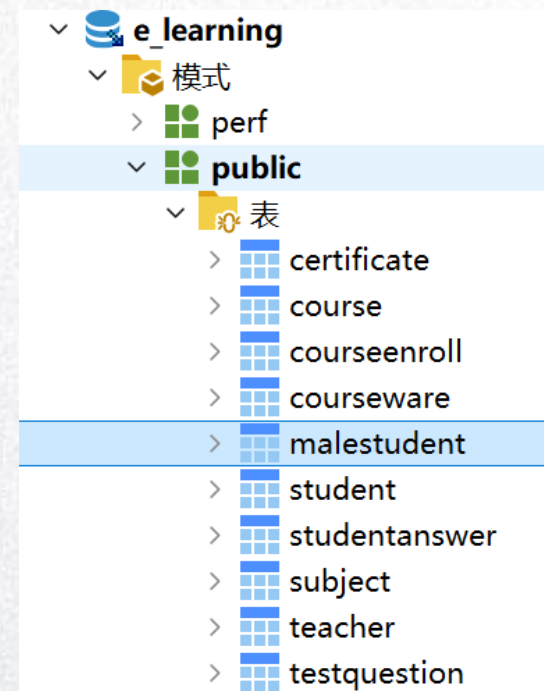 e_learning
模式
perf
public
表
certificate
course
courseenroll
courseware
malestudent
student
studentanswer
subject
teacher
testquestion